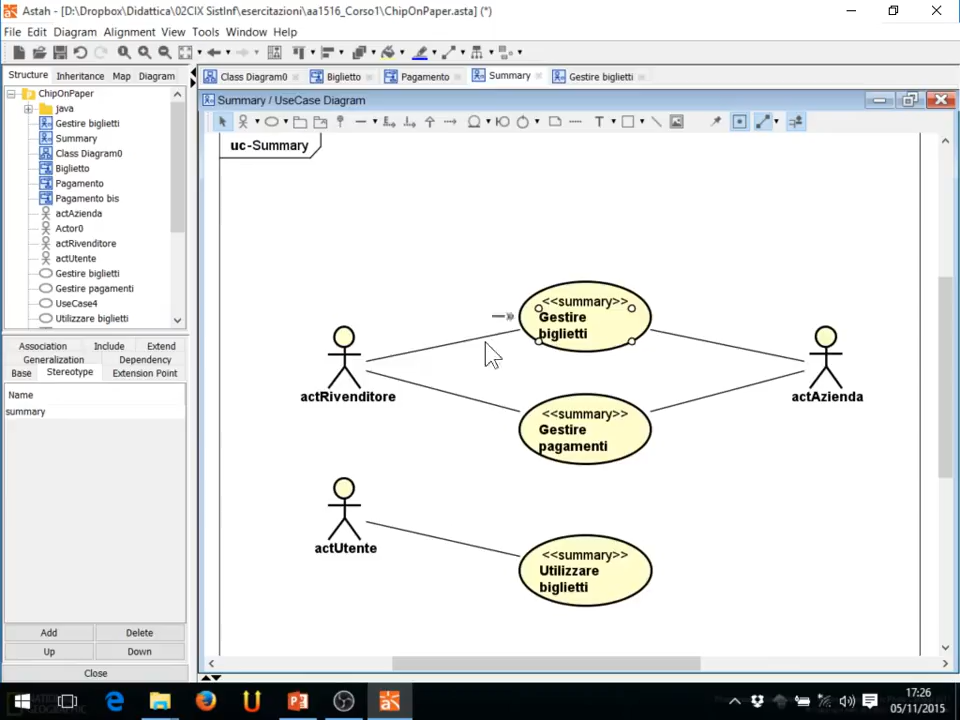 Astah - [D:\Dropbox\Didattica\02CIX SistInf\esercitazioni\aa1516_Corso1\ChipOnPaper.asta] (*)
File Edit Diagram Alignment View Tools Window Help
Structure Inheritance Map Diagram
Class Diagram0 Biglietto Pagamento Summary Gestire biglietti
ChipOnPaper
java
Gestire biglietti
Summary
Class Diagram0
Biglietto
Pagamento
Pagamento bis
actAzienda
Actor0
actRivenditore
actUtente
Gestire biglietti
Gestire pagamenti
UseCase4
Utilizzare biglietti
Association Include Extend
Generalization Dependency
Base Stereotype Extension Point
Name
summary
Add Delete
Up Down
Close
Summary / UseCase Diagram
uc-Summary
<<summary>>
Gestire
biglietti
actRivenditore
actAzienda
<<summary>>
Gestire
pagamenti
actUtente
<<summary>>
Utilizzare
biglietti
17:26
05/11/2015